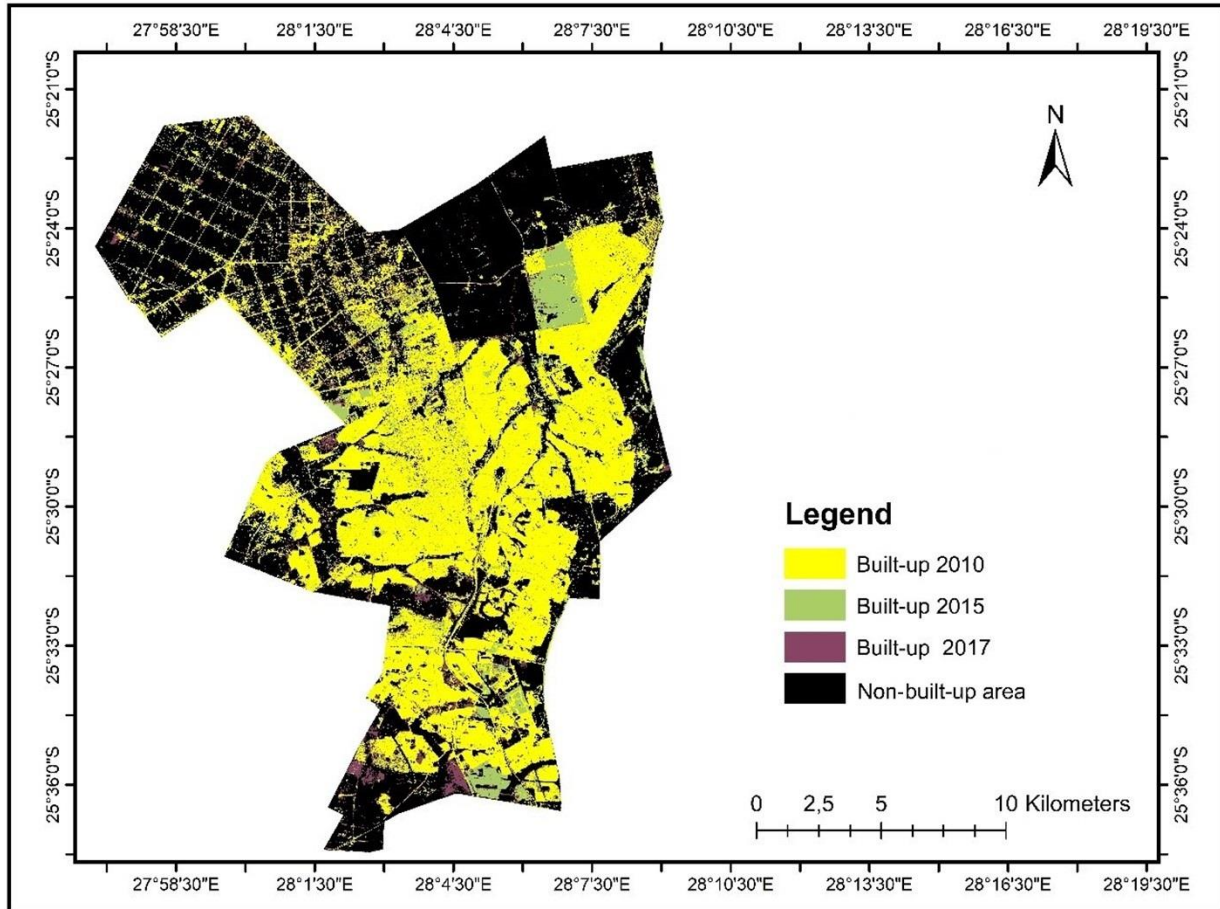 27°58'30"E 28°1'30"E 28°4'30"E 28°7'30"E 28°10'30"E 28°13'30"E 28°16'30"E 28°19'30"E
25°21'0"S
25°24'0"S
25°27'0"S
25°30'0"S
25°33'0"S
25°36'0"S
N
25°21'0"S
25°24'0"S
25°27'0"S
25°30'0"S
25°33'0"S
25°36'0"S
Legend
Built-up 2010
Built-up 2015
Built-up 2017
Non-built-up area
0 2,5 5 10 Kilometers
27°58'30"E 28°1'30"E 28°4'30"E 28°7'30"E 28°10'30"E 28°13'30"E 28°16'30"E 28°19'30"E